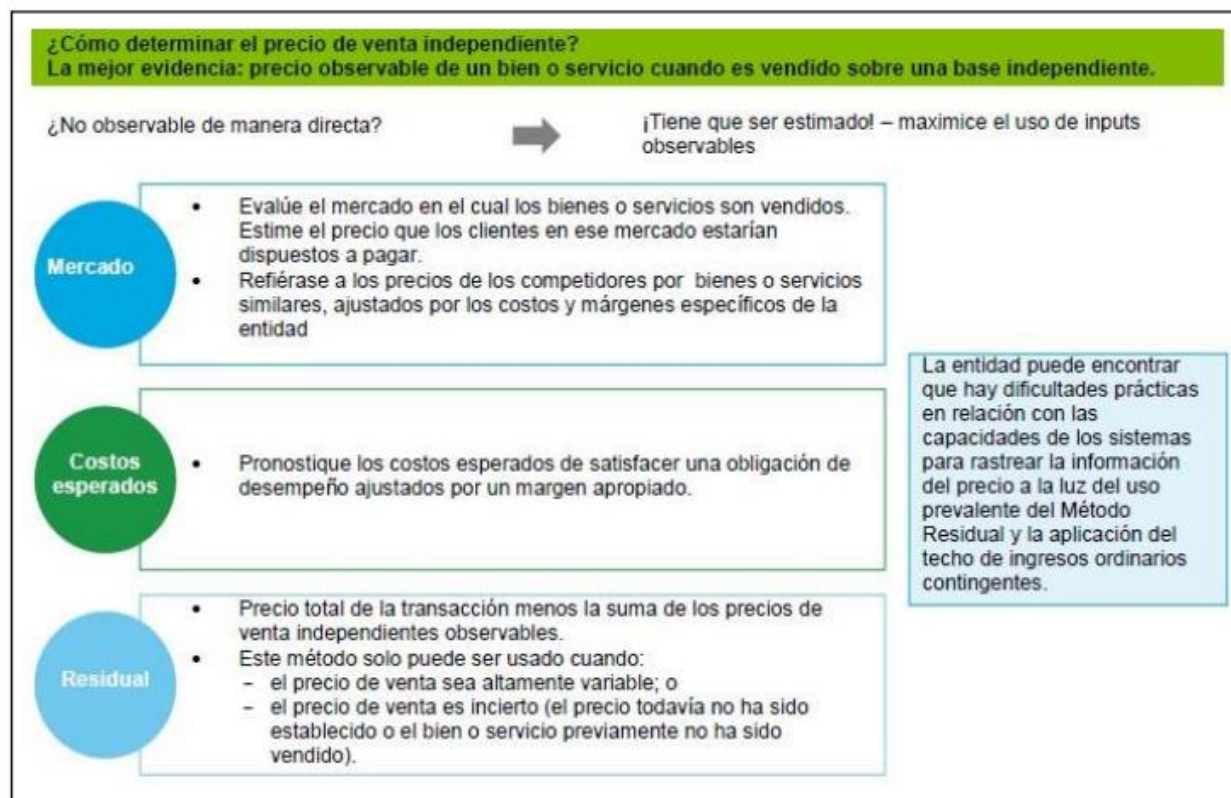 ¿Cómo determinar el precio de venta independiente?
La mejor evidencia: precio observable de un bien o servicio cuando es vendido sobre una base independiente.
¿No observable de manera directa?
¡Tiene que ser estimado! – maximice el uso de inputs
observables
Mercado
• Evalúe el mercado en el cual los bienes o servicios son vendidos.
Estime el precio que los clientes en ese mercado estarían
dispuestos a pagar.
• Refiérase a los precios de los competidores por bienes o servicios
similares, ajustados por los costos y márgenes específicos de la
entidad
Costos
esperados
• Pronostique los costos esperados de satisfacer una obligación de
desempeño ajustados por un margen apropiado.
Residual
• Precio total de la transacción menos la suma de los precios de
venta independientes observables.
• Este método solo puede ser usado cuando:
– el precio de venta sea altamente variable; o
– el precio de venta es incierto (el precio todavía no ha sido
establecido o el bien o servicio previamente no ha sido
vendido).
La entidad puede encontrar
que hay dificultades prácticas
en relación con las
capacidades de los sistemas
para rastrear la información
del precio a la luz del uso
prevalente del Método
Residual y la aplicación del
techo de ingresos ordinarios
contingentes.